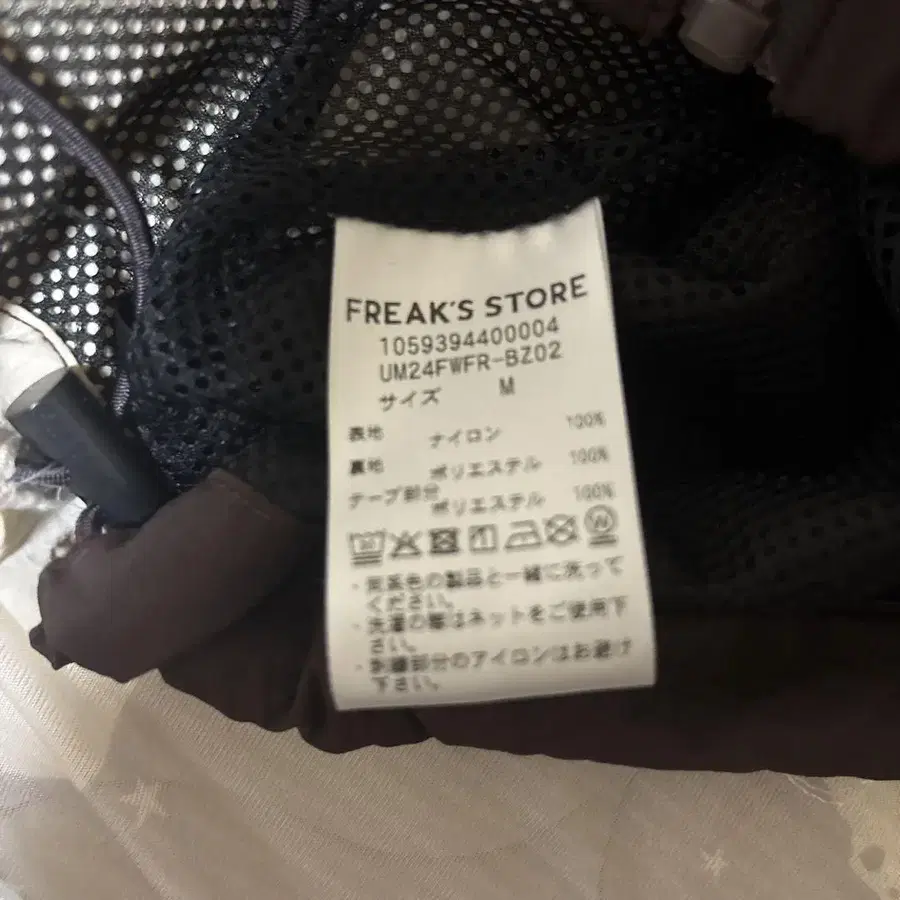 FREAK'S STORE
1059394400004
UM24FWFR-BZ02
サイズ M
表地 ナイロン 100%
裏地 ポリエステル 100%
テープ部分 ポリエステル 100%
・同系色の製品と一緒に洗って
ください。
・洗濯の際はネットをご使用下
さい。
・刺繍部分のアイロンはお避け
下さい。